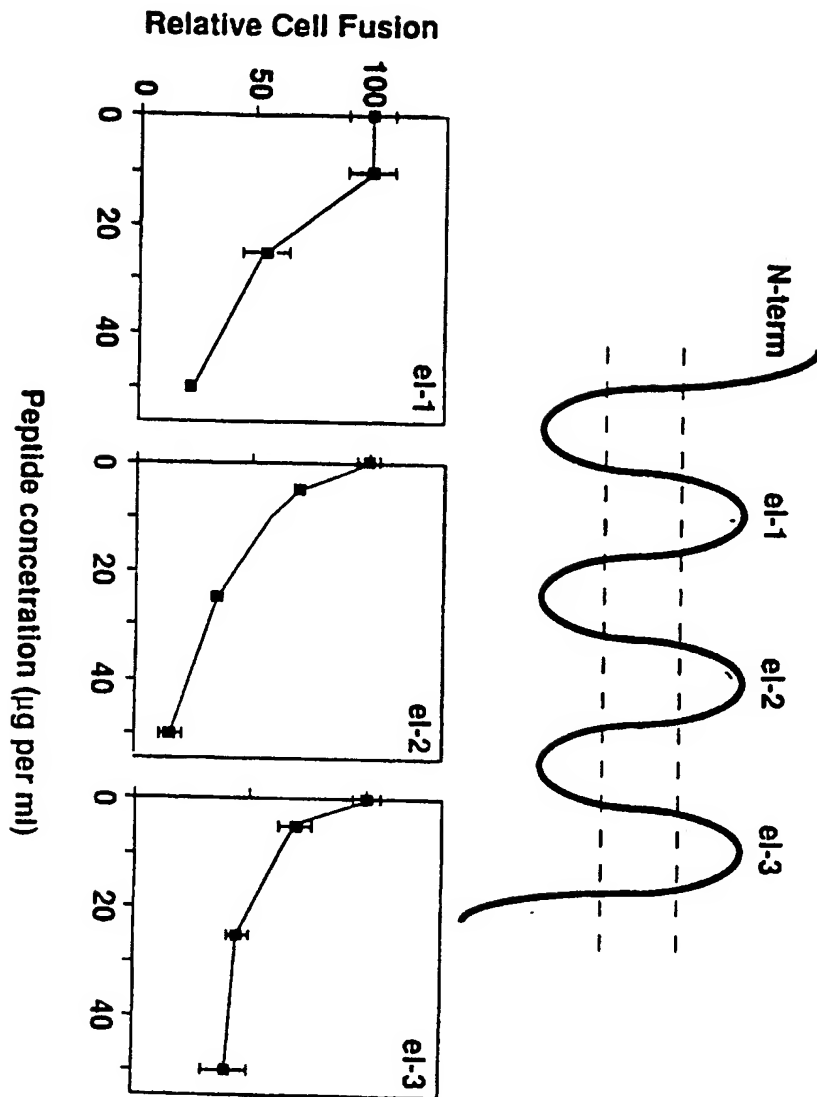 N-term
el-1
el-2
el-3
Relative Cell Fusion
100
50
0
el-1
0
20
40
el-2
0
20
40
el-3
0
20
40
Peptide concetration (µg per ml)